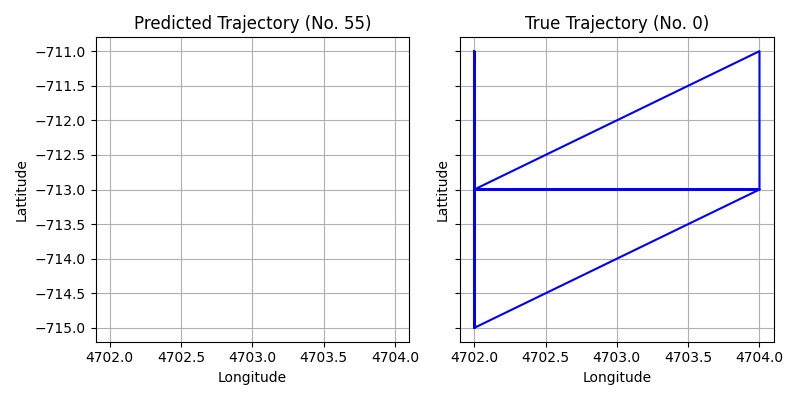 Predicted Trajectory (No. 55)
True Trajectory (No. 0)
−711.0
−711.5
−712.0
−712.5
−713.0
−713.5
−714.0
−714.5
−715.0
Lattitude
Lattitude
4702.0 4702.5 4703.0 4703.5 4704.0
4702.0 4702.5 4703.0 4703.5 4704.0
Longitude
Longitude